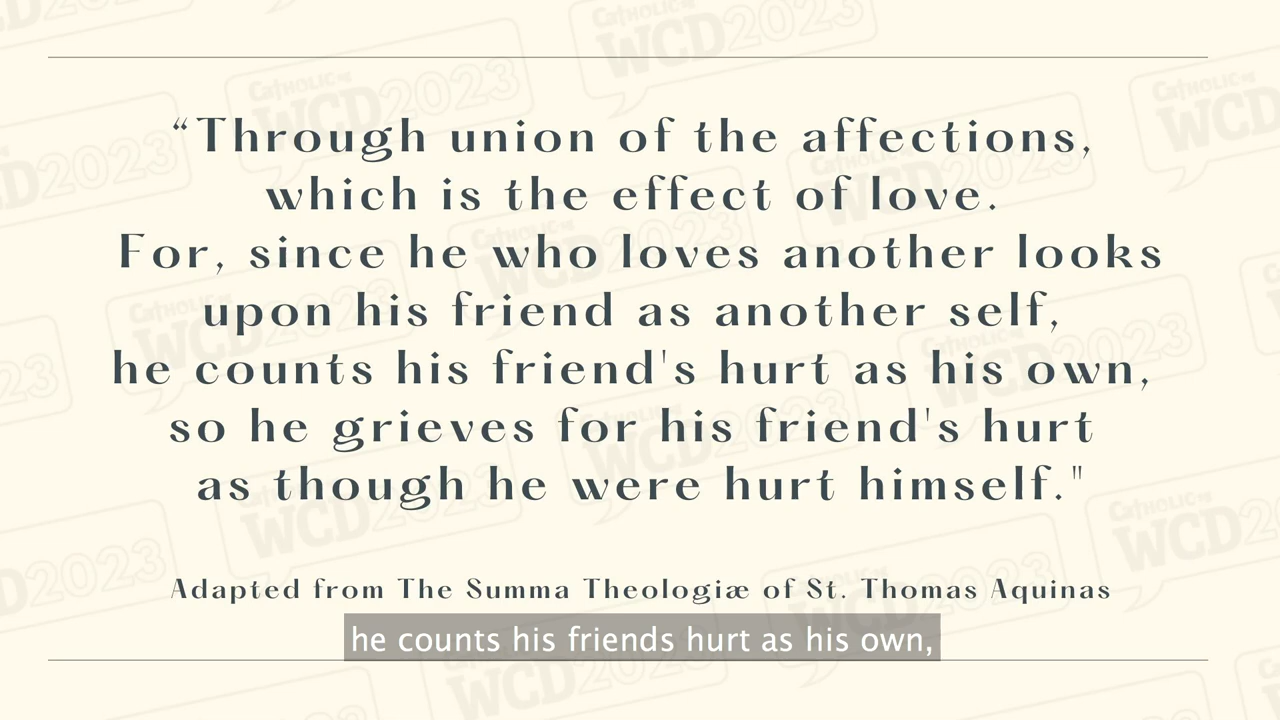 “Through union of the affections,
which is the effect of love.
For, since he who loves another looks
upon his friend as another self,
he counts his friend's hurt as his own,
so he grieves for his friend's hurt
as though he were hurt himself."
Adapted from The Summa Theologiæ of St. Thomas Aquinas
he counts his friends hurt as his own,